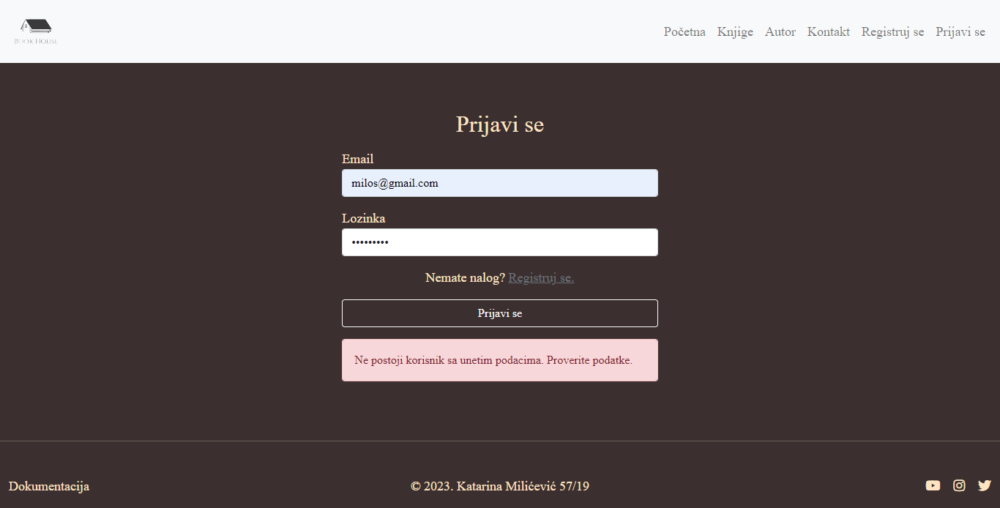 BOOK HOUSE
Početna Knjige Autor Kontakt Registruj se Prijavi se
Prijavi se
Email
milos@gmail.com
Lozinka
•••••••••
Nemate nalog? Registruj se.
Prijavi se
Ne postoji korisnik sa unetim podacima. Proverite podatke.
Dokumentacija © 2023. Katarina Milićević 57/19